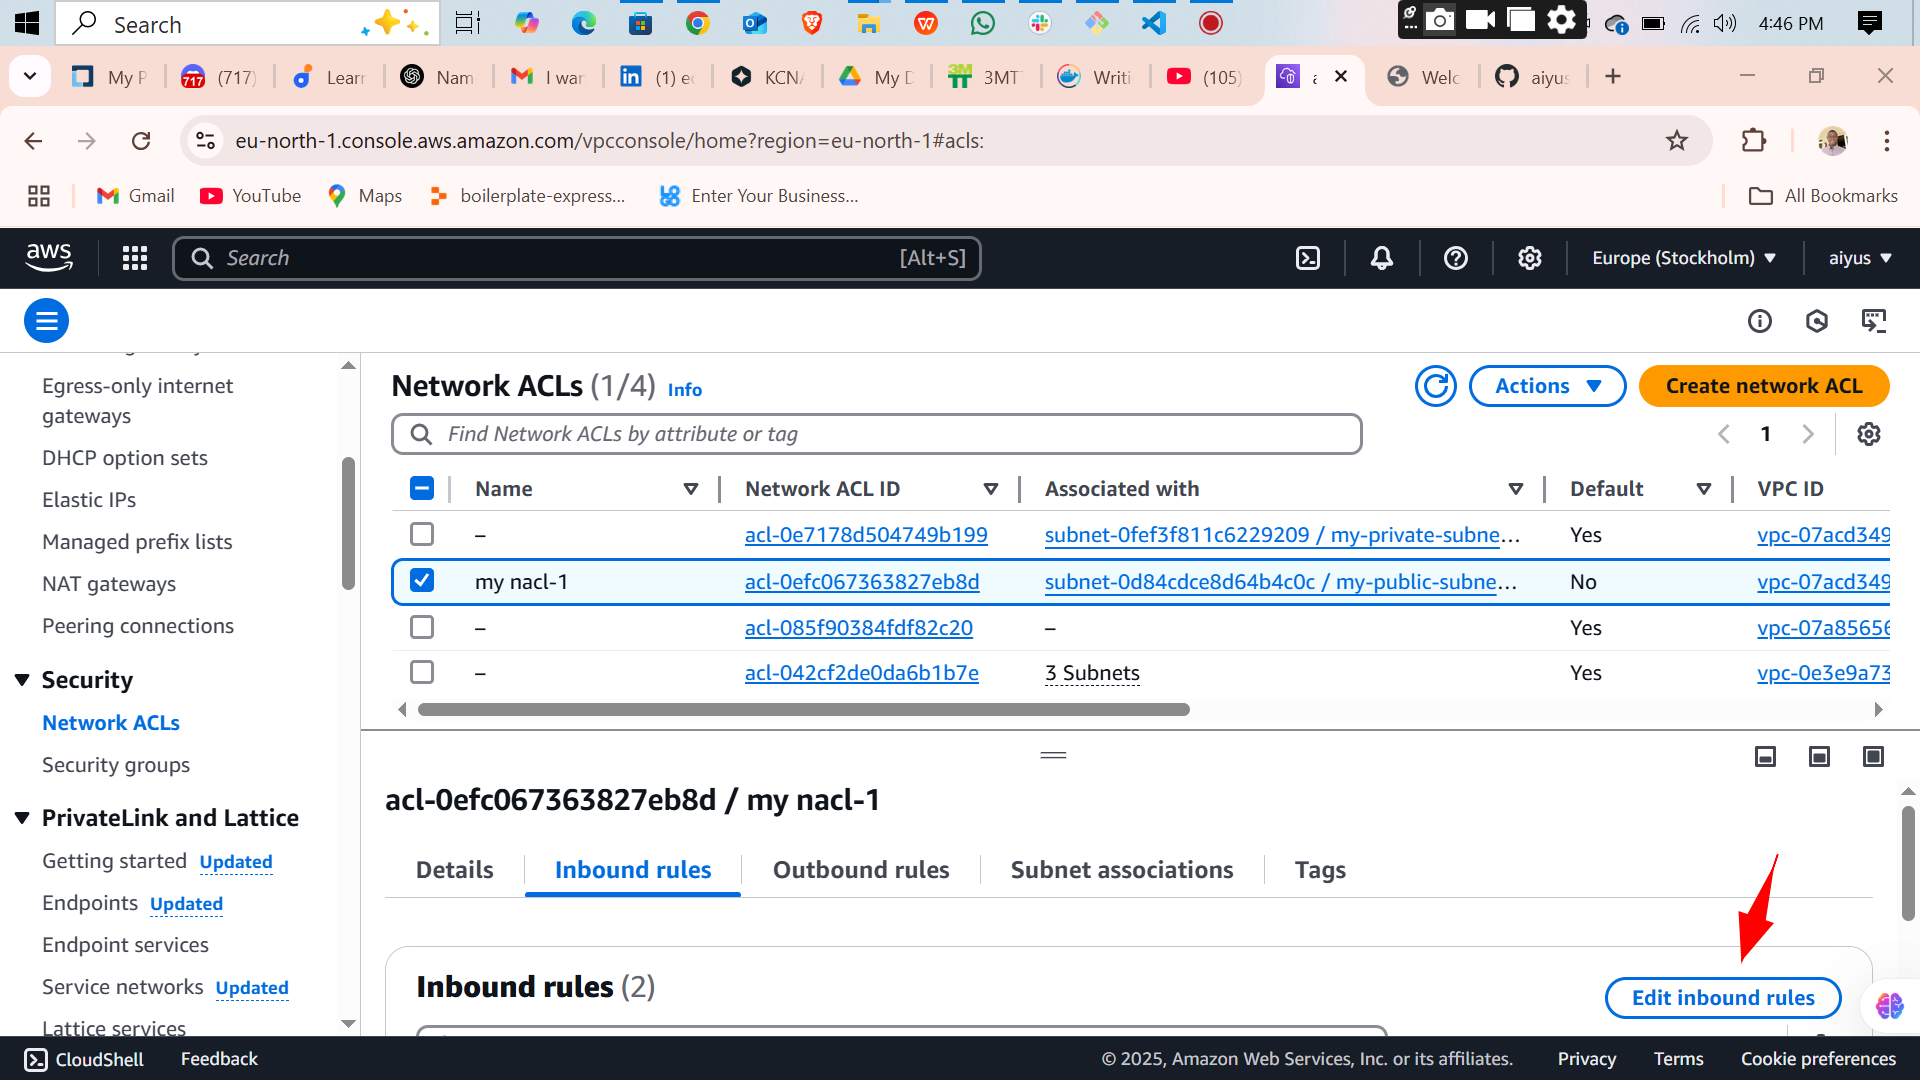 Search
4:46 PM
My P
717
(717)
Learn
Nam
I wan
(1) ec
KCNA
My D
3MT
Writi
(105)
a
Welc
aiyus
eu-north-1.console.aws.amazon.com/vpcconsole/home?region=eu-north-1#acls:
Gmail
YouTube
Maps
boilerplate-express...
Enter Your Business...
All Bookmarks
aws
Search
[Alt+S]
Europe (Stockholm)
aiyus
Egress-only internet
gateways
DHCP option sets
Elastic IPs
Managed prefix lists
NAT gateways
Peering connections
Security
Network ACLs
Security groups
PrivateLink and Lattice
Getting started Updated
Endpoints Updated
Endpoint services
Service networks Updated
Lattice services
Network ACLs (1/4) Info
Actions
Create network ACL
Find Network ACLs by attribute or tag
1
Name Network ACL ID Associated with Default VPC ID
– acl-0e7178d504749b199 subnet-0fef3f811c6229209 / my-private-subne... Yes vpc-07acd349
my nacl-1 acl-0efc067363827eb8d subnet-0d84cdce8d64b4c0c / my-public-subne... No vpc-07acd349
– acl-085f90384fdf82c20 – Yes vpc-07a85656
– acl-042cf2de0da6b1b7e 3 Subnets Yes vpc-0e3e9a73
acl-0efc067363827eb8d / my nacl-1
Details
Inbound rules
Outbound rules
Subnet associations
Tags
Inbound rules (2)
Edit inbound rules
CloudShell
Feedback
© 2025, Amazon Web Services, Inc. or its affiliates.
Privacy
Terms
Cookie preferences